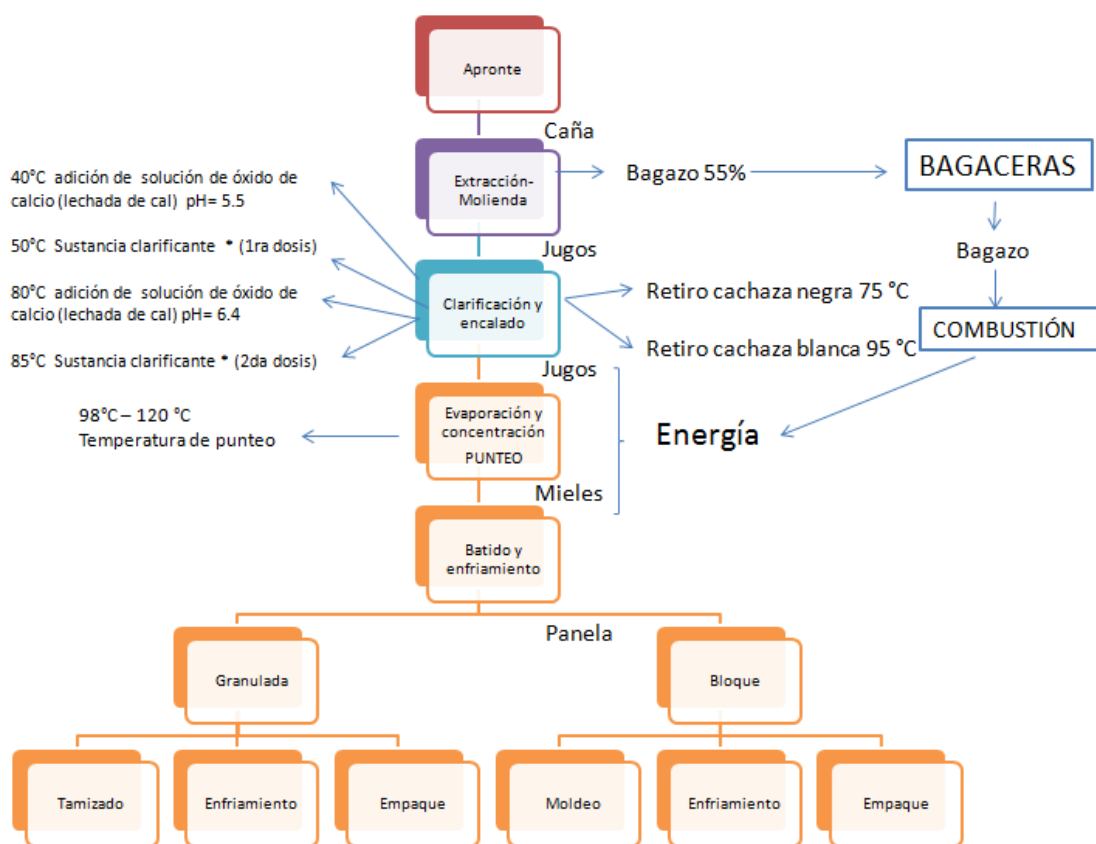 Apronte
Caña
Extracción-
Molienda
Bagazo 55%
BAGACERAS
Bagazo
COMBUSTIÓN
Energía
Jugos
40°C adición de solución de óxido de
calcio (lechada de cal) pH= 5.5
50°C Sustancia clarificante * (1ra dosis)
80°C adición de solución de óxido de
calcio (lechada de cal) pH= 6.4
85°C Sustancia clarificante * (2da dosis)
Clarificación y
encalado
Retiro cachaza negra 75 °C
Retiro cachaza blanca 95 °C
Jugos
98°C – 120 °C
Temperatura de punteo
Evaporación y
concentración
PUNTEO
Mieles
Batido y
enfriamiento
Panela
Granulada
Bloque
Tamizado
Enfriamiento
Empaque
Moldeo
Enfriamiento
Empaque